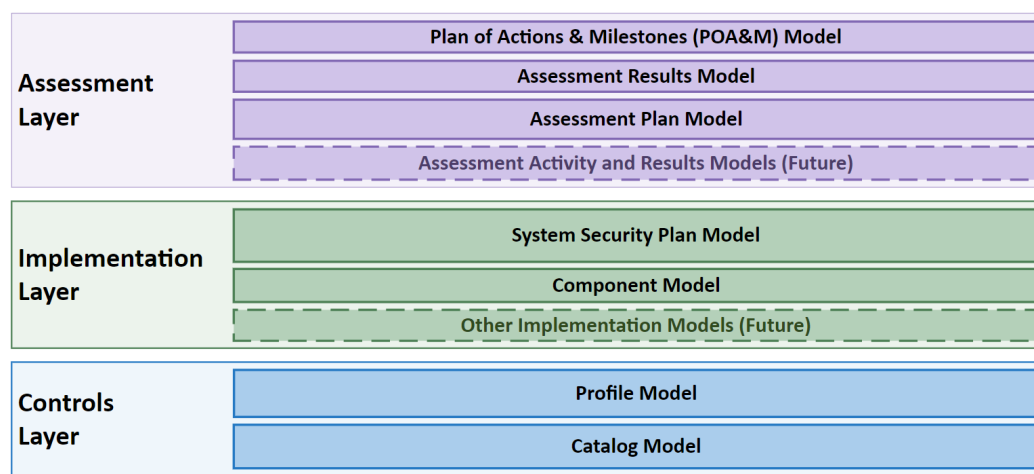 Assessment
Layer
Plan of Actions & Milestones (POA&M) Model
Assessment Results Model
Assessment Plan Model
Assessment Activity and Results Models (Future)
Implementation
Layer
System Security Plan Model
Component Model
Other Implementation Models (Future)
Controls
Layer
Profile Model
Catalog Model